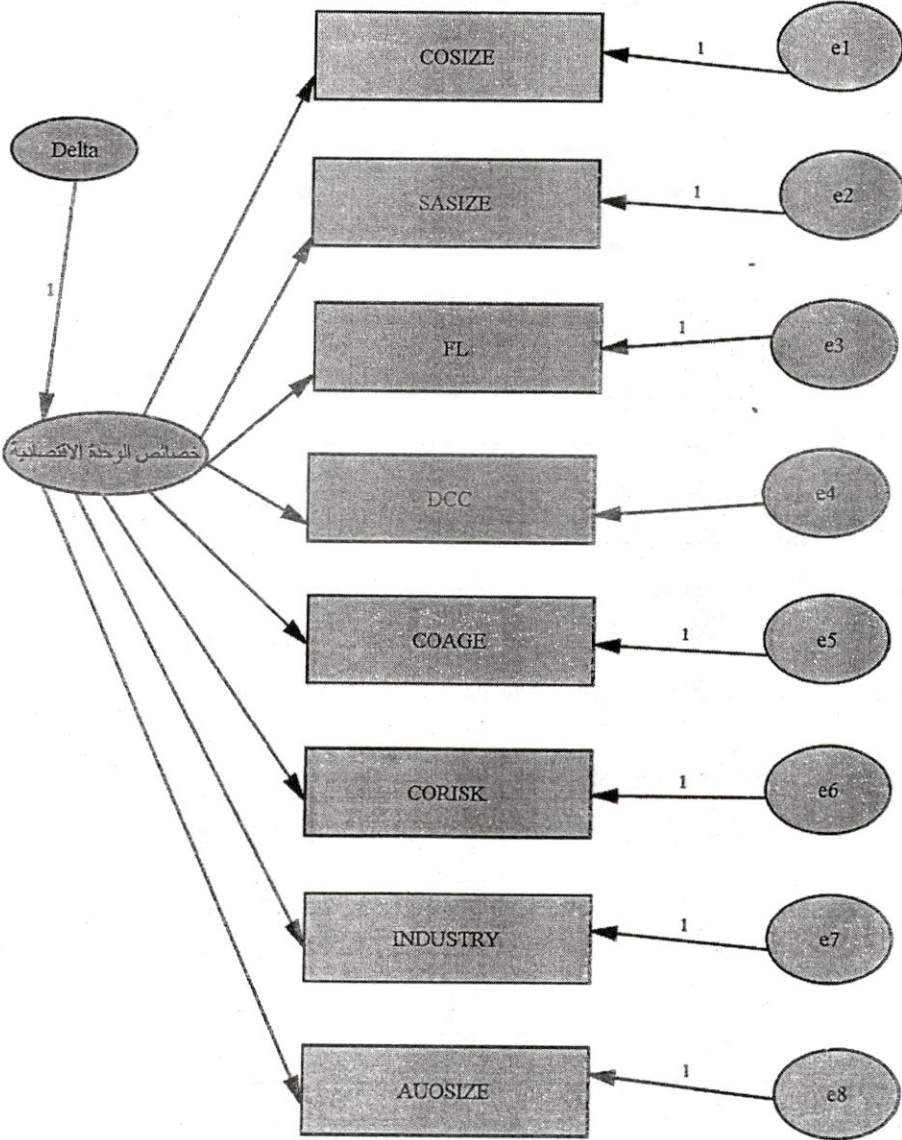 COSIZE
1
e1
Delta
SASIZE
1
e2
1
FL
1
e3
خصائص الوحدة الاقتصادية
DCC
e4
COAGE
1
e5
CORISK
1
e6
INDUSTRY
1
e7
AUOSIZE
1
e8